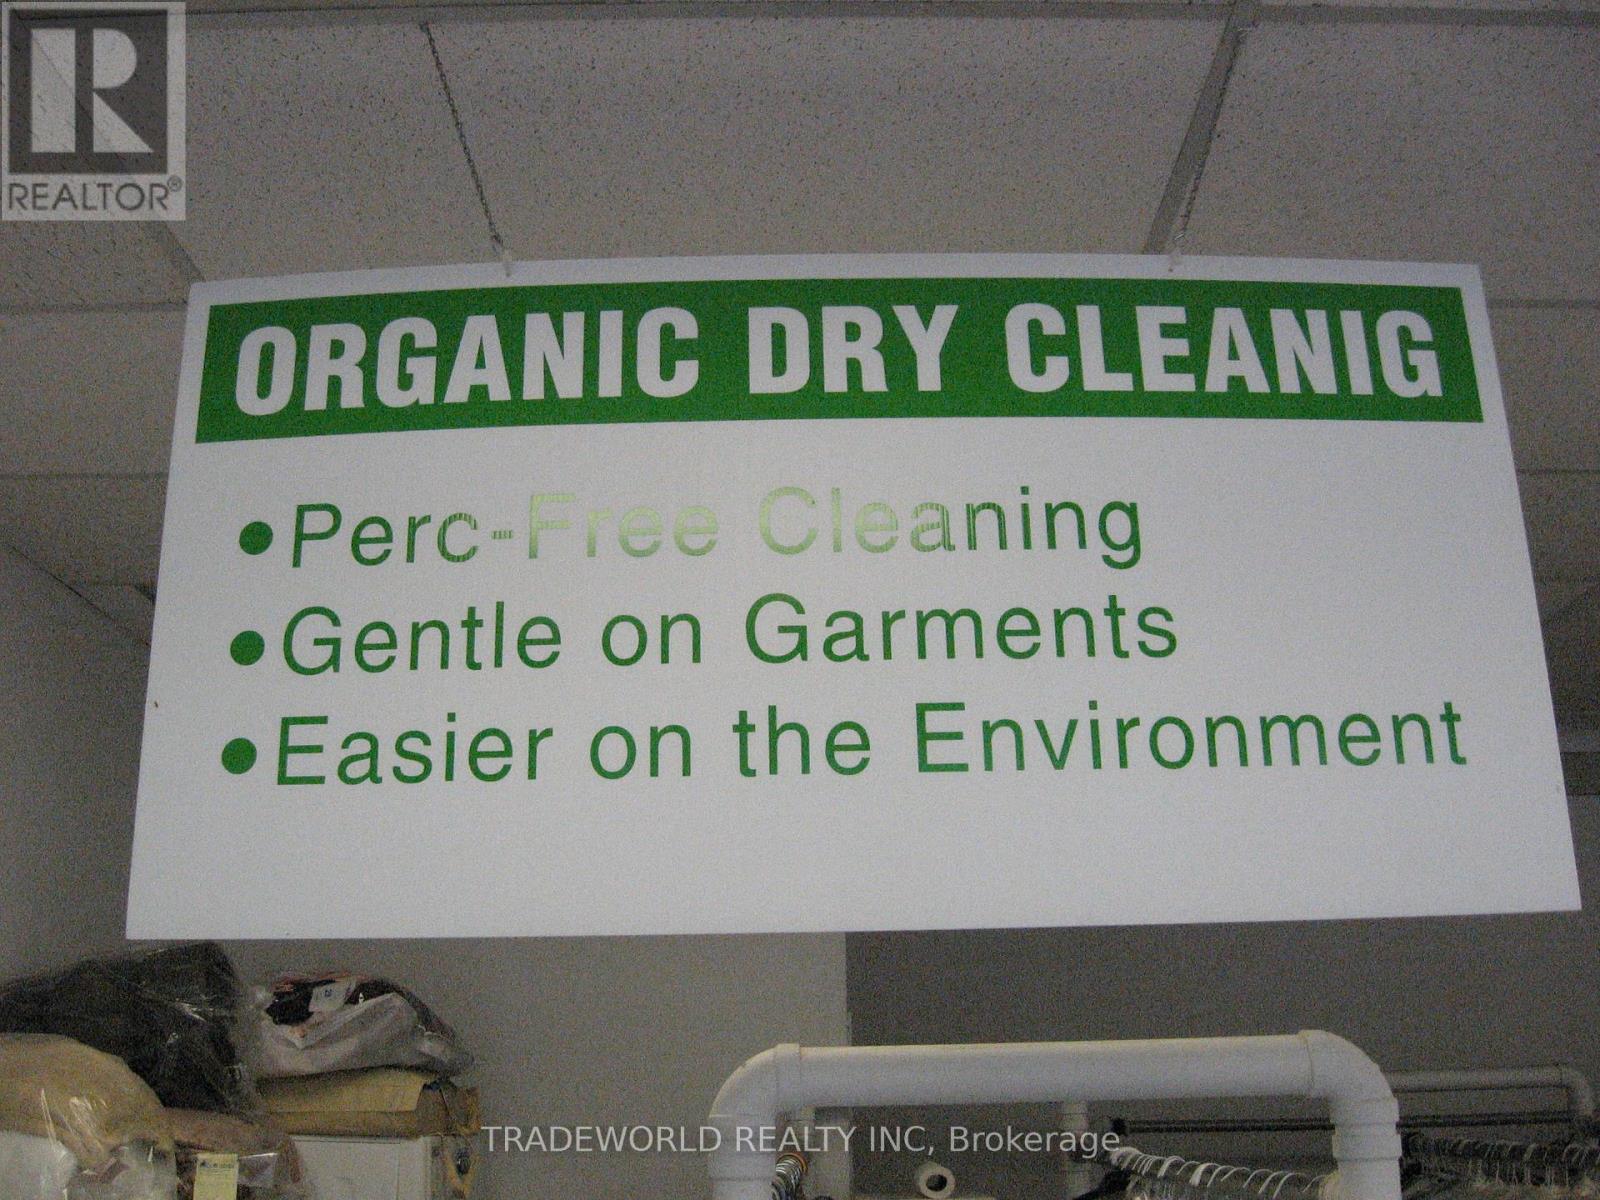 REALTOR®
ORGANIC DRY CLEANIG
•Perc-Free Cleaning
•Gentle on Garments
•Easier on the Environment
TRADEWORLD REALTY INC, Brokerage